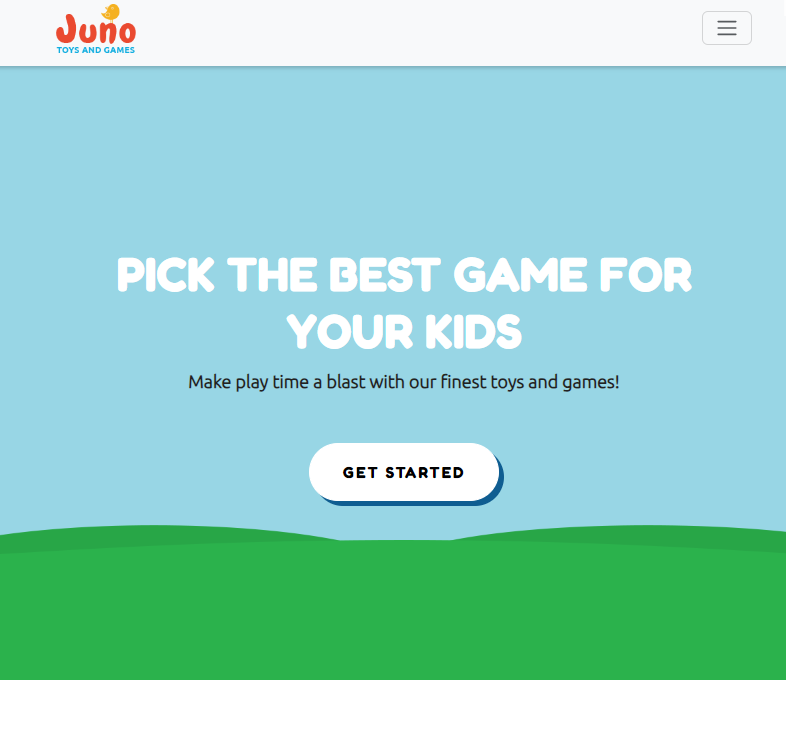 Juno
TOYS AND GAMES
PICK THE BEST GAME FOR
YOUR KIDS
Make play time a blast with our finest toys and games!
GET STARTED